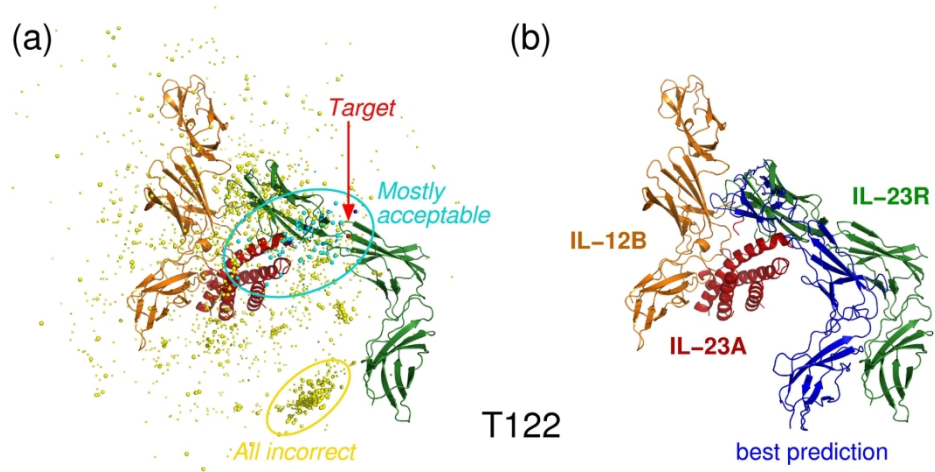 (a)
Target
Mostly
acceptable
All incorrect
T122
(b)
IL-12B
IL-23R
IL-23A
best prediction